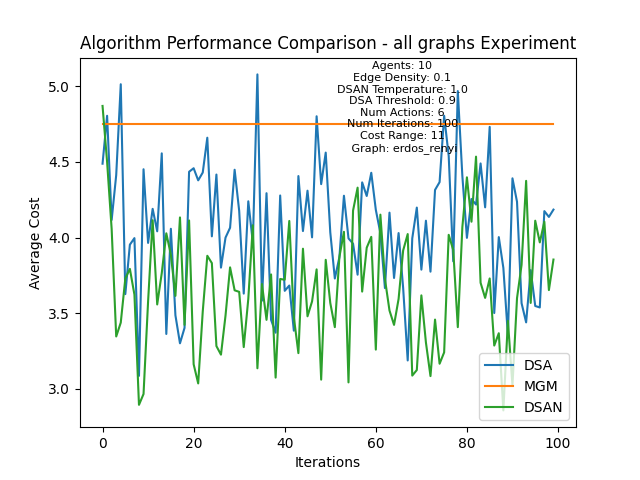 Algorithm Performance Comparison - all graphs Experiment
Agents: 10
Edge Density: 0.1
DSAN Temperature: 1.0
DSA Threshold: 0.9
Num Actions: 6
Num Iterations: 100
Cost Range: 11
Graph: erdos_renyi
5.0
4.5
4.0
3.5
3.0
Average Cost
0
20
40
60
80
100
Iterations
DSA
MGM
DSAN